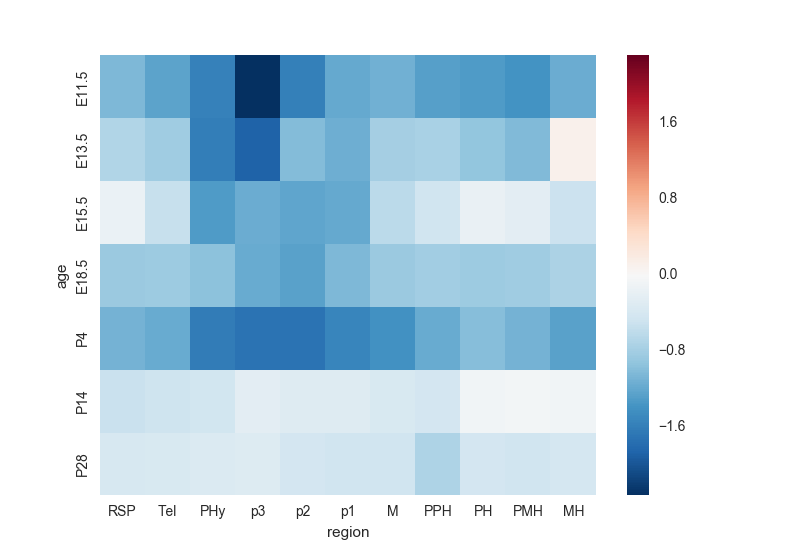 E11.5
E13.5
E15.5
E18.5
P4
P14
P28
age
RSP Tel PHy p3 p2 p1 M PPH PH PMH MH
region
1.6
0.8
0.0
−0.8
−1.6